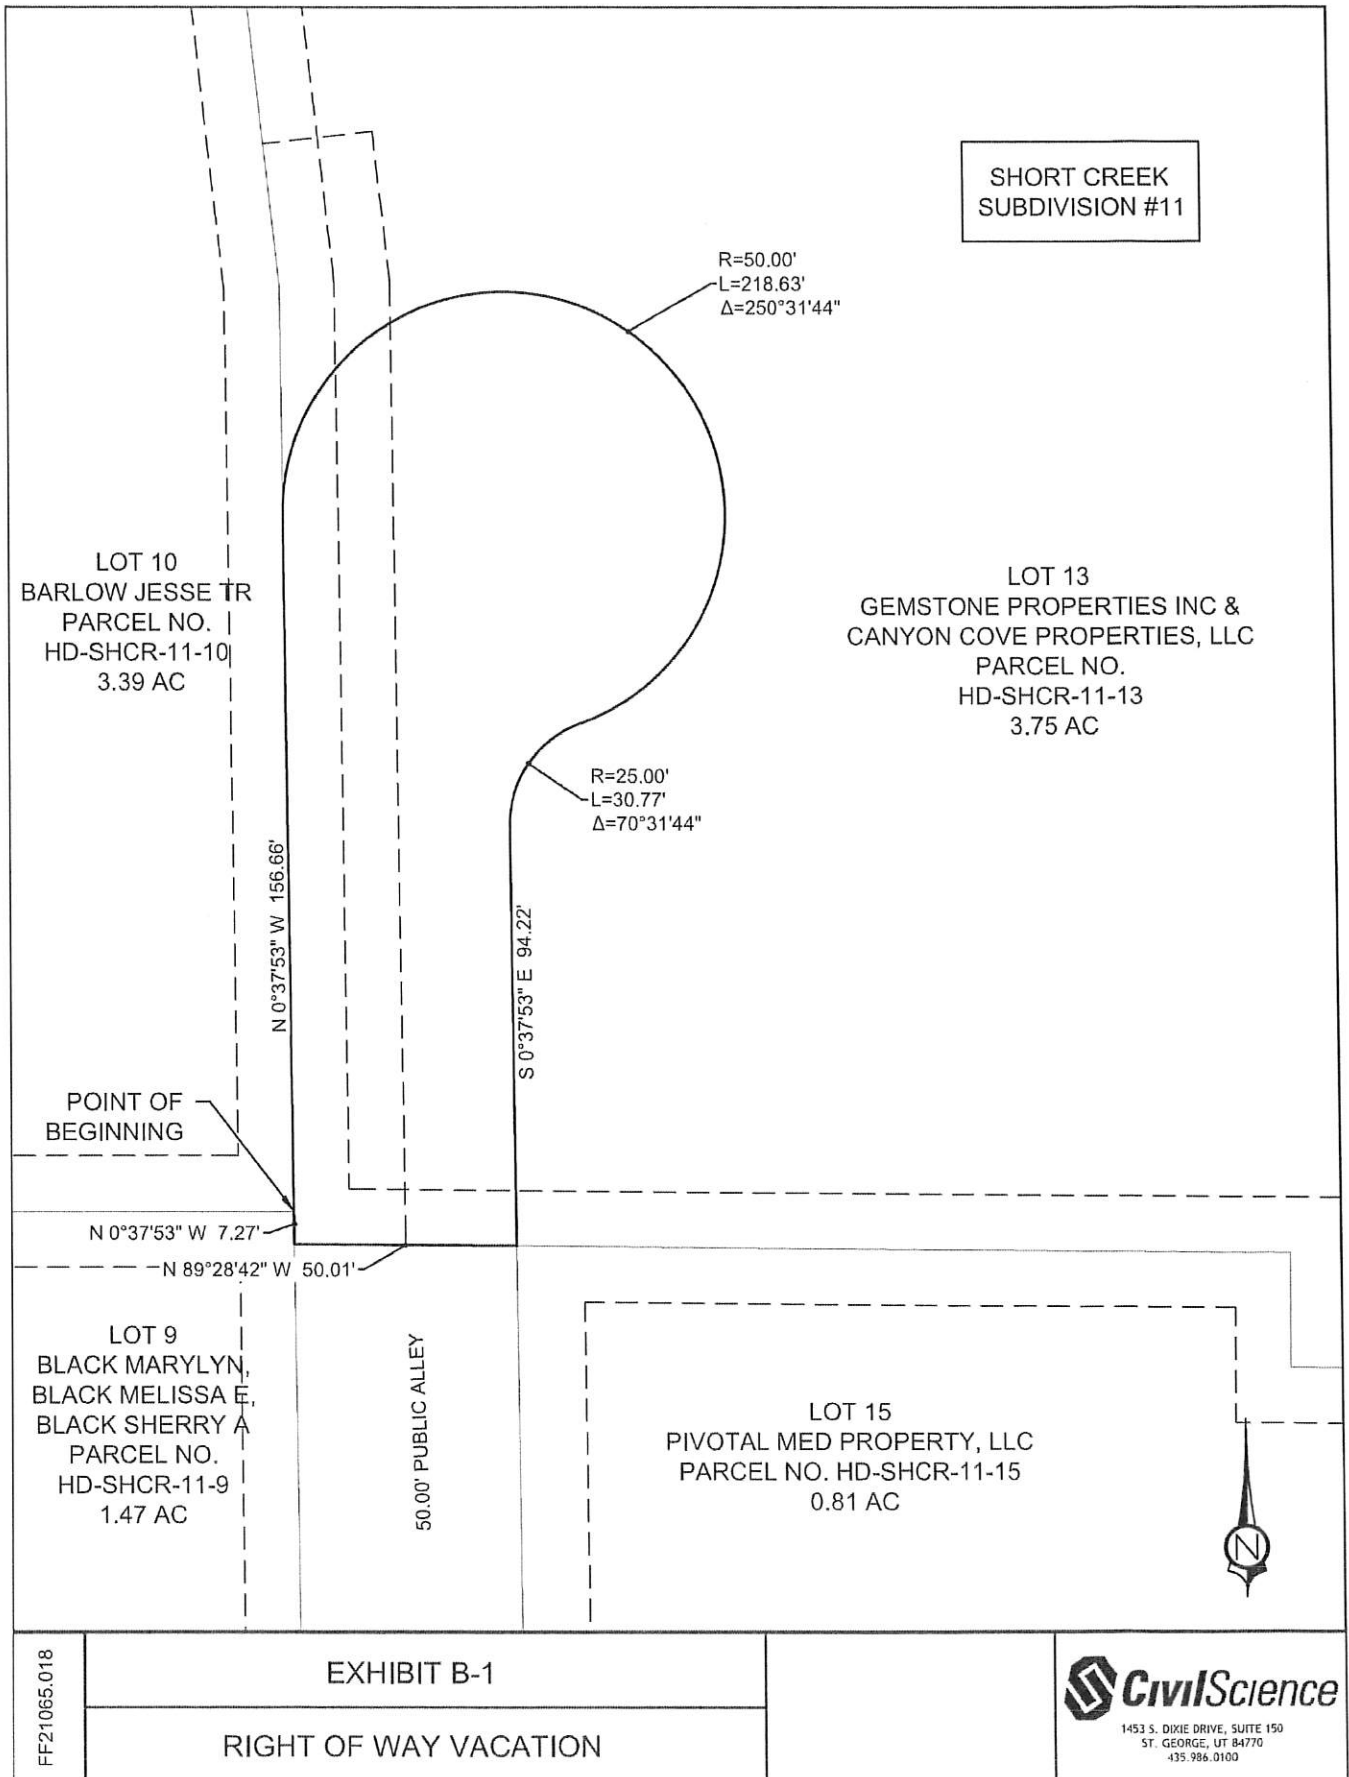 SHORT CREEK
SUBDIVISION #11
R=50.00'
L=218.63'
Δ=250°31'44"
LOT 10
BARLOW JESSE TR
PARCEL NO.
HD-SHCR-11-10
3.39 AC
LOT 13
GEMSTONE PROPERTIES INC &
CANYON COVE PROPERTIES, LLC
PARCEL NO.
HD-SHCR-11-13
3.75 AC
R=25.00'
L=30.77'
Δ=70°31'44"
N 0°37'53" W 156.66'
S 0°37'53" E 94.22'
POINT OF
BEGINNING
N 0°37'53" W 7.27'
N 89°28'42" W 50.01'
LOT 9
BLACK MARYLYN,
BLACK MELISSA E,
BLACK SHERRY A
PARCEL NO.
HD-SHCR-11-9
1.47 AC
50.00' PUBLIC ALLEY
LOT 15
PIVOTAL MED PROPERTY, LLC
PARCEL NO. HD-SHCR-11-15
0.81 AC
N
FF21065.018
EXHIBIT B-1
RIGHT OF WAY VACATION
CivilScience
1453 S. DIXIE DRIVE, SUITE 150
ST. GEORGE, UT 84770
435.986.0100